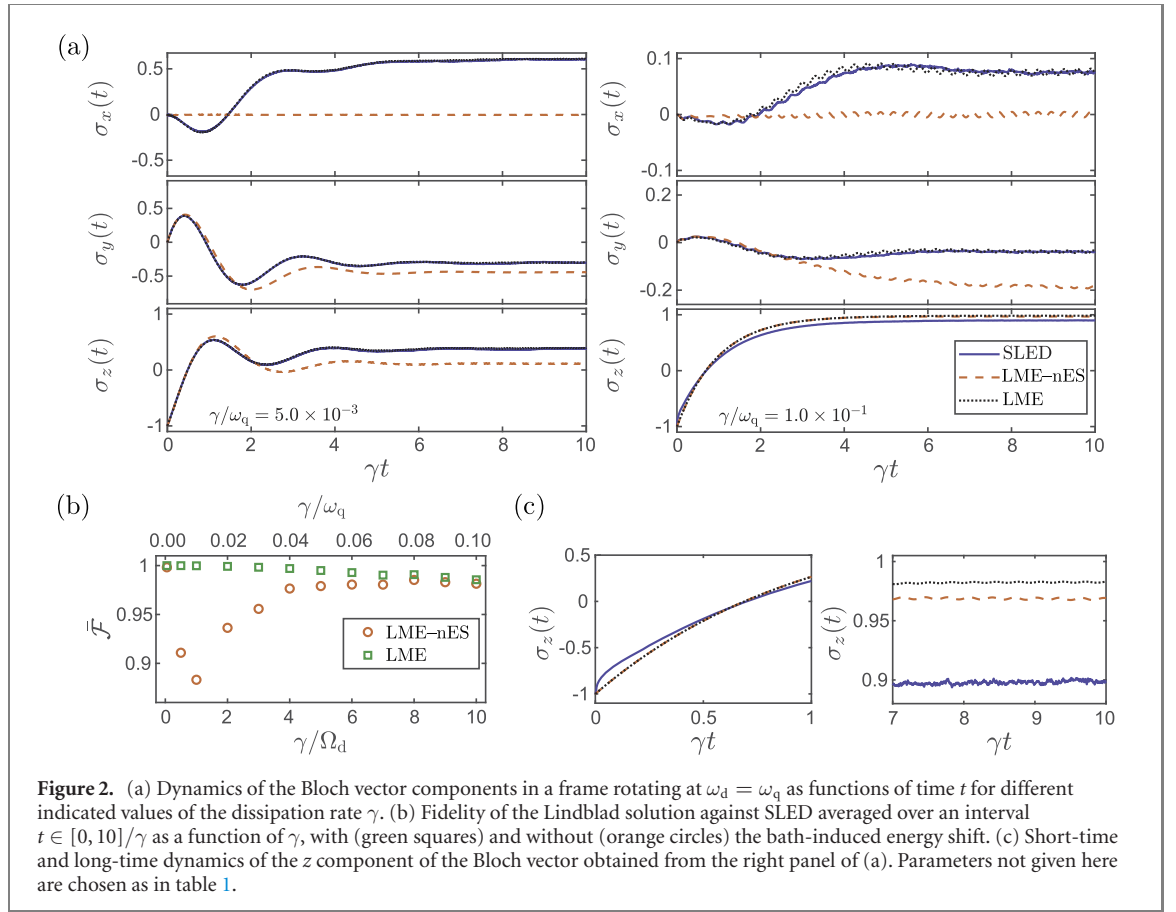 (a)
0.5
0
-0.5
σx(t)
0.1
0
-0.1
σx(t)
0.5
0
-0.5
σy(t)
0.2
0
-0.2
σy(t)
1
0
-1
σz(t)
γ/ωq = 5.0 × 10⁻³
0 2 4 6 8 10
γt
1
0
-1
σz(t)
γ/ωq = 1.0 × 10⁻¹
SLED
LME–nES
LME
0 2 4 6 8 10
γt
(b)
γ/ωq
0.00 0.02 0.04 0.06 0.08 0.10
1
0.95
0.9
F̄
LME–nES
LME
0 2 4 6 8 10
γ/Ωd
(c)
0.5
0
-0.5
-1
σz(t)
0 0.5 1
γt
1
0.95
0.9
σz(t)
7 8 9 10
γt
Figure 2. (a) Dynamics of the Bloch vector components in a frame rotating at ωd = ωq as functions of time t for different
indicated values of the dissipation rate γ. (b) Fidelity of the Lindblad solution against SLED averaged over an interval
t ∈ [0, 10]/γ as a function of γ, with (green squares) and without (orange circles) the bath-induced energy shift. (c) Short-time
and long-time dynamics of the z component of the Bloch vector obtained from the right panel of (a). Parameters not given here
are chosen as in table 1.